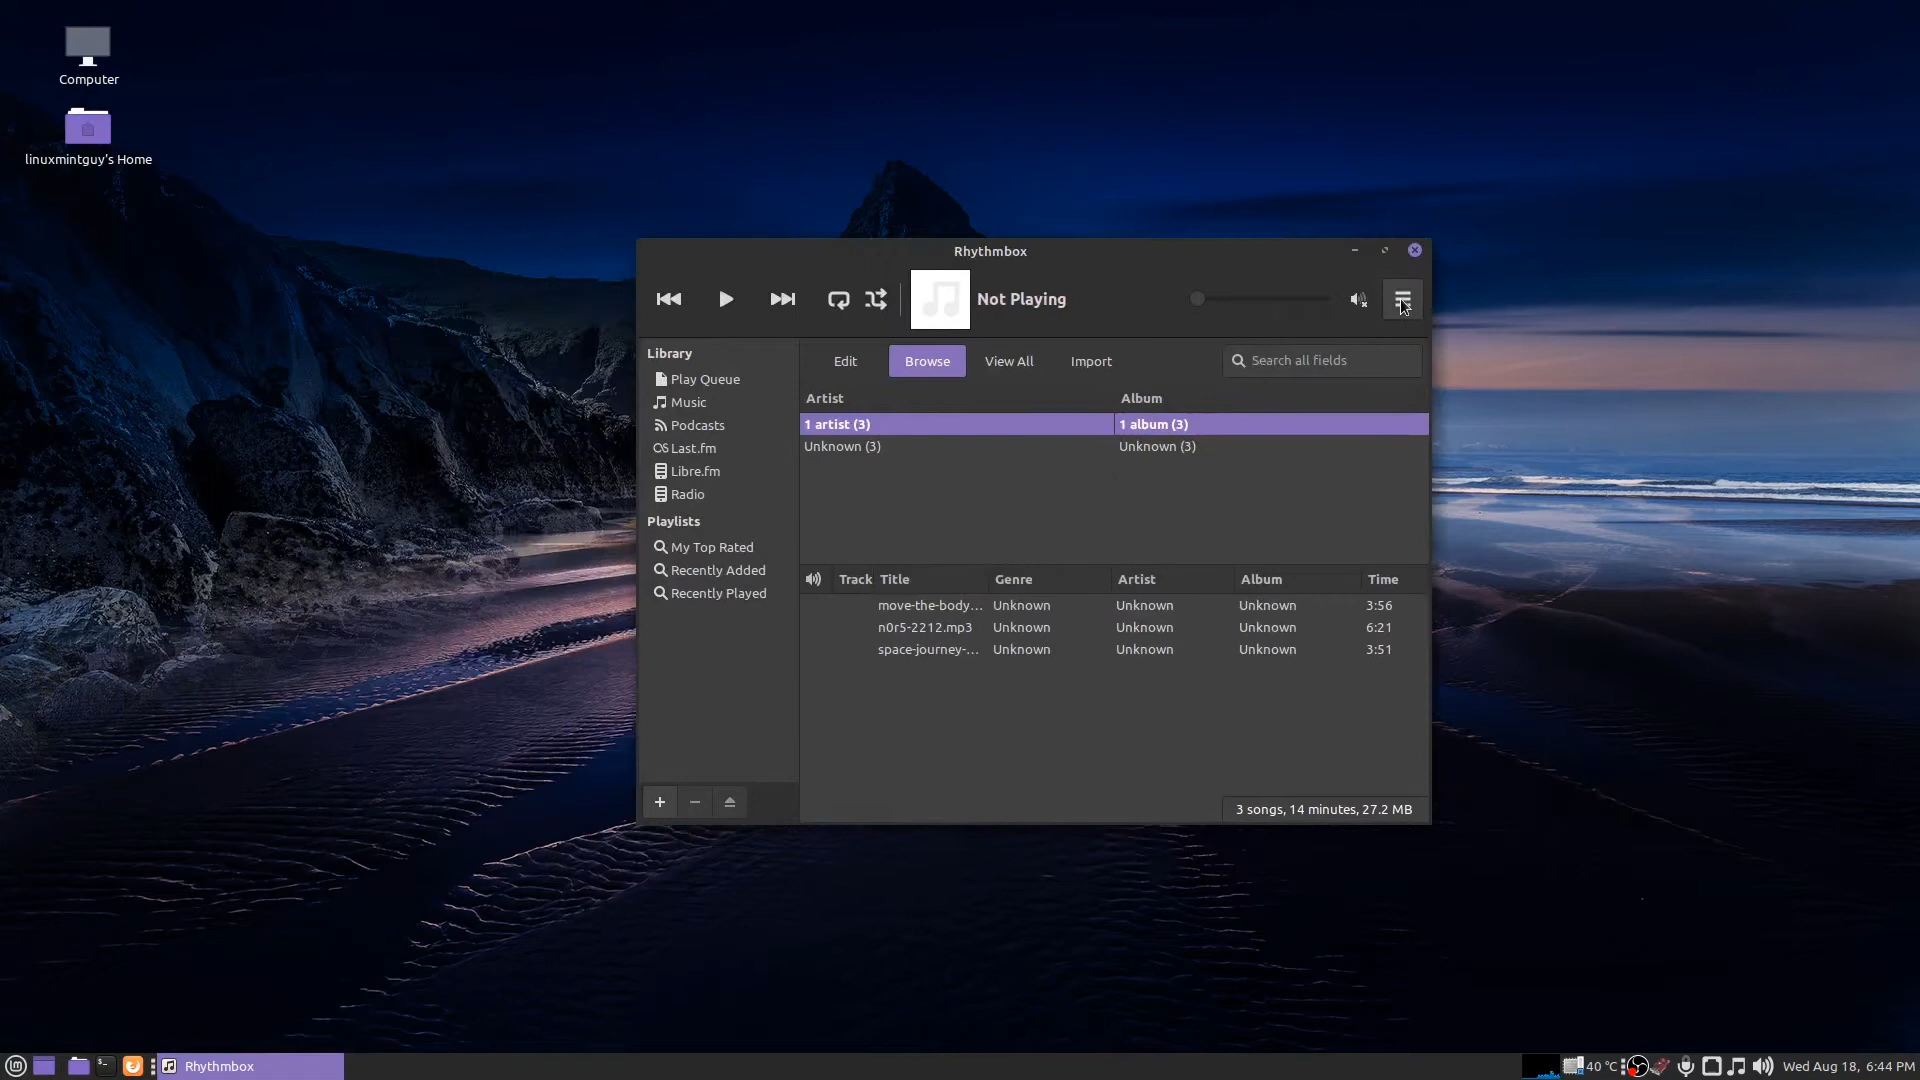 Computer
linuxmintguy's Home
Rhythmbox
Not Playing
Library
Play Queue
Music
Podcasts
Last.fm
Libre.fm
Radio
Playlists
My Top Rated
Recently Added
Recently Played
Edit Browse View All Import Search all fields
Artist Album
1 artist (3) 1 album (3)
Unknown (3) Unknown (3)
Track Title Genre Artist Album Time
move-the-body... Unknown Unknown Unknown 3:56
n0r5-2212.mp3 Unknown Unknown Unknown 6:21
space-journey-... Unknown Unknown Unknown 3:51
3 songs, 14 minutes, 27.2 MB
Rhythmbox 40 °C Wed Aug 18, 6:44 PM